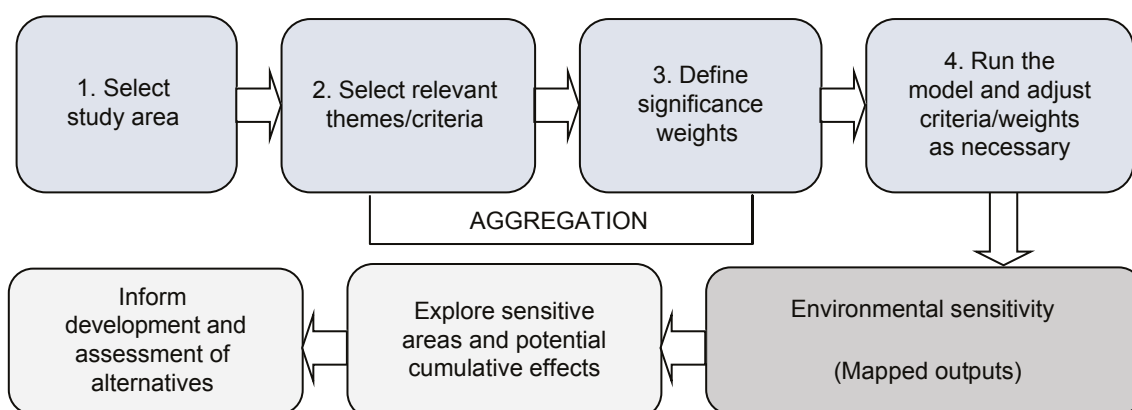 1. Select
study area
2. Select relevant
themes/criteria
3. Define
significance
weights
4. Run the
model and adjust
criteria/weights
as necessary
AGGREGATION
Environmental sensitivity
(Mapped outputs)
Explore sensitive
areas and potential
cumulative effects
Inform
development and
assessment of
alternatives